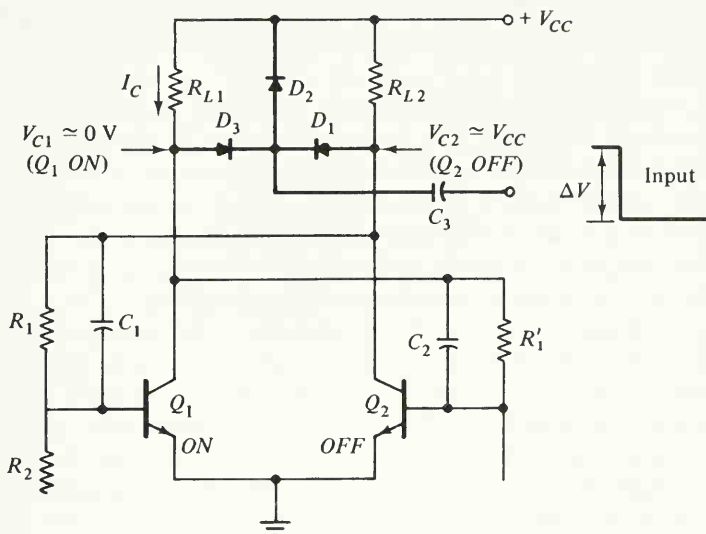 + V_CC
I_C
R_L1
D_2
R_L2
D_3
D_1
V_C1 ≃ 0 V
(Q_1 ON)
V_C2 ≃ V_CC
(Q_2 OFF)
ΔV
Input
C_3
R_1
C_1
C_2
R′_1
Q_1
Q_2
ON
OFF
R_2